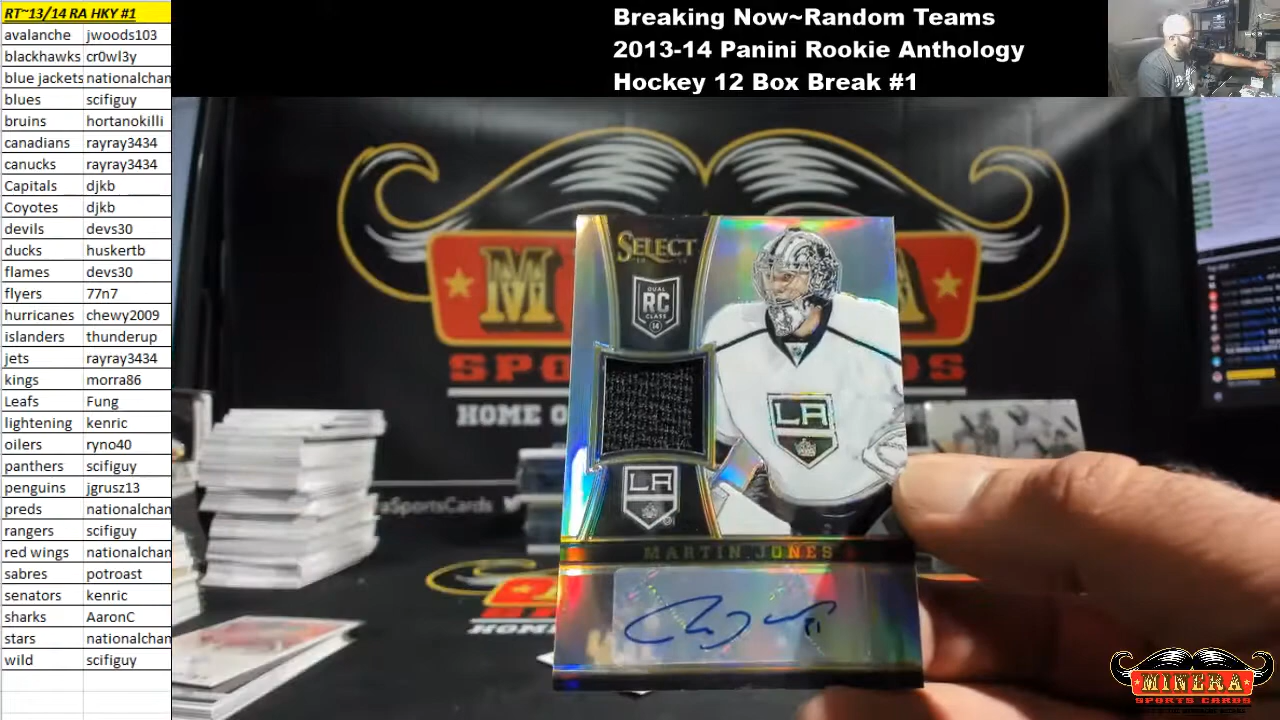 RT~13/14 RA HKY #1
avalanche jwoods103
blackhawks cr0wl3y
blue jackets nationalchan
blues scifiguy
bruins hortanokilli
canadians rayray3434
canucks rayray3434
Capitals djkb
Coyotes djkb
devils devs30
ducks huskertb
flames devs30
flyers 77n7
hurricanes chewy2009
islanders thunderup
jets rayray3434
kings morra86
Leafs Fung
lightening kenric
oilers ryno40
panthers scifiguy
penguins jgrusz13
preds nationalchan
rangers scifiguy
red wings nationalchan
sabres potroast
senators kenric
sharks AaronC
stars nationalchan
wild scifiguy
Breaking Now~Random Teams
2013-14 Panini Rookie Anthology
Hockey 12 Box Break #1
SELECT
DUAL
RC
CLASS
14
LA
LA
MARTIN JONES
HOME O
aSportsCards
HOME
MINERA
SPORTS CARDS